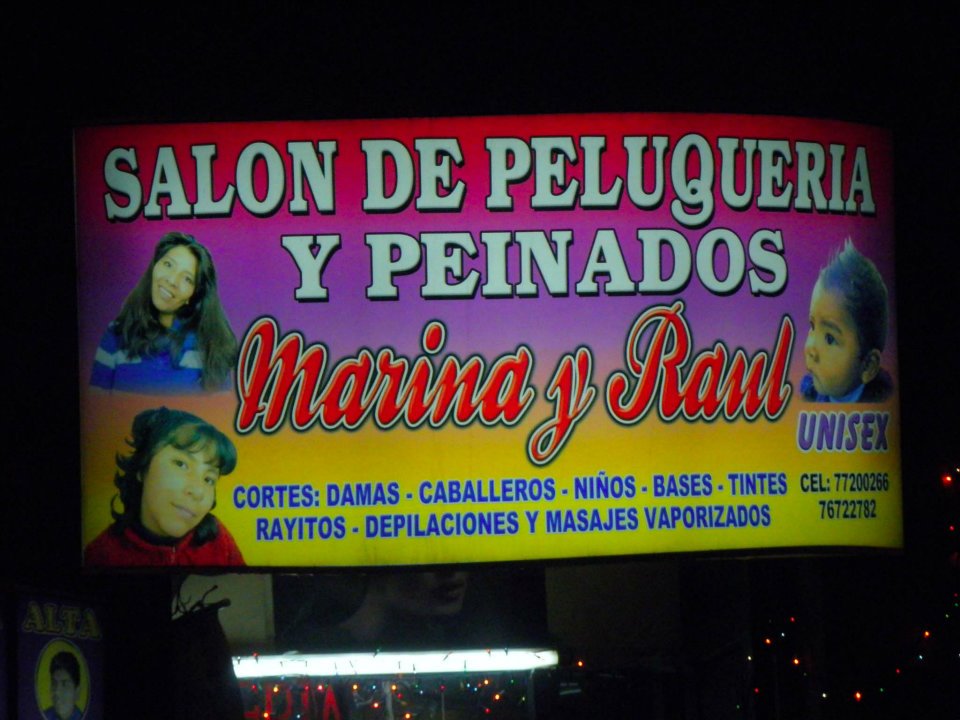 SALON DE PELUQUERIA
Y PEINADOS
Marina y Raul
UNISEX
CORTES: DAMAS - CABALLEROS - NIÑOS - BASES - TINTES
RAYITOS - DEPILACIONES Y MASAJES VAPORIZADOS
CEL: 77200266
76722782
ALTA